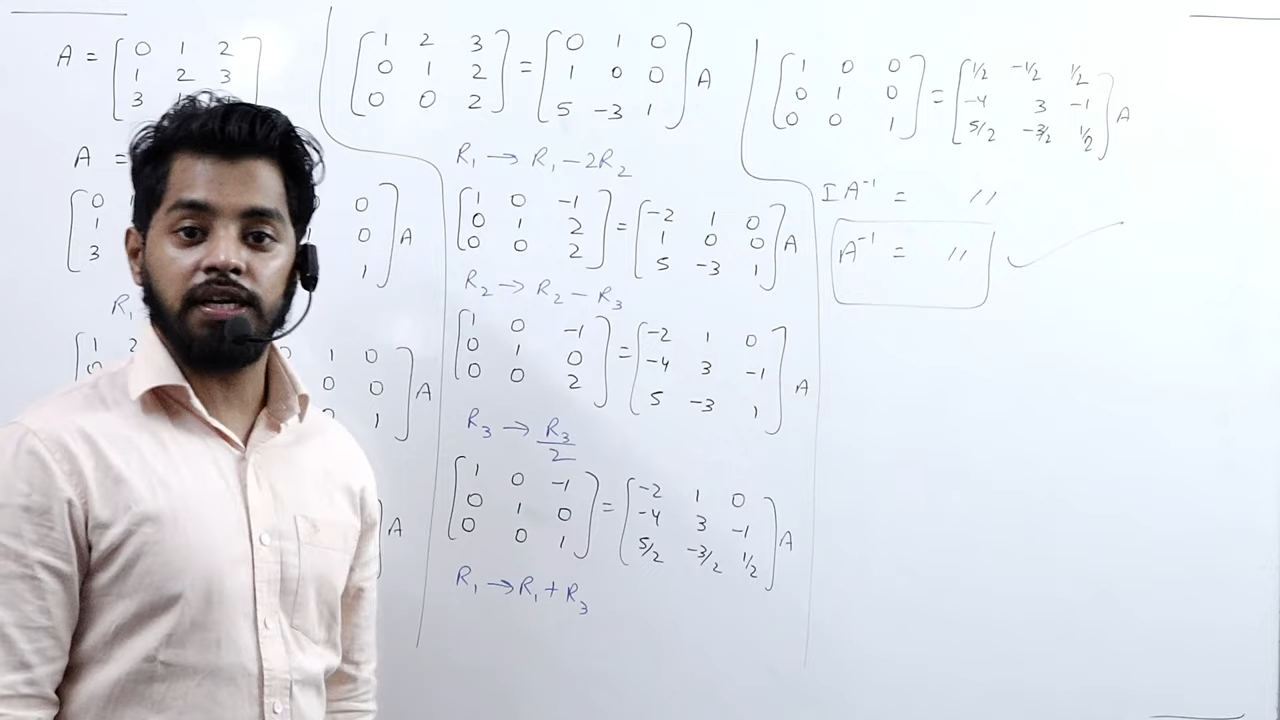 A = [ 0 1 2
1 2 3
3
A =
[ 0 0
1 0 ] A
3 1
R₁
[ 1 2 0 1 0
0 0 0 ] A
1
] A
[ 1 2 3 ] [ 0 1 0 ]
0 1 2 = 1 0 0 A
0 0 2 5 -3 1
R₁ → R₁ - 2R₂
[ 1 0 -1 ] [ -2 1 0 ]
0 1 2 = 1 0 0 A
0 0 2 5 -3 1
R₂ → R₂ - R₃
[ 1 0 -1 ] [ -2 1 0 ]
0 1 0 = -4 3 -1 A
0 0 2 5 -3 1
R₃ → R₃/2
[ 1 0 -1 ] [ -2 1 0 ]
0 1 0 = -4 3 -1 A
0 0 1 5/2 -3/2 1/2
R₁ → R₁ + R₃
[ 1 0 0 ] [ 1/2 -1/2 1/2 ]
0 1 0 = -4 3 -1 A
0 0 1 5/2 -3/2 1/2
IA⁻¹ = //
A⁻¹ = //